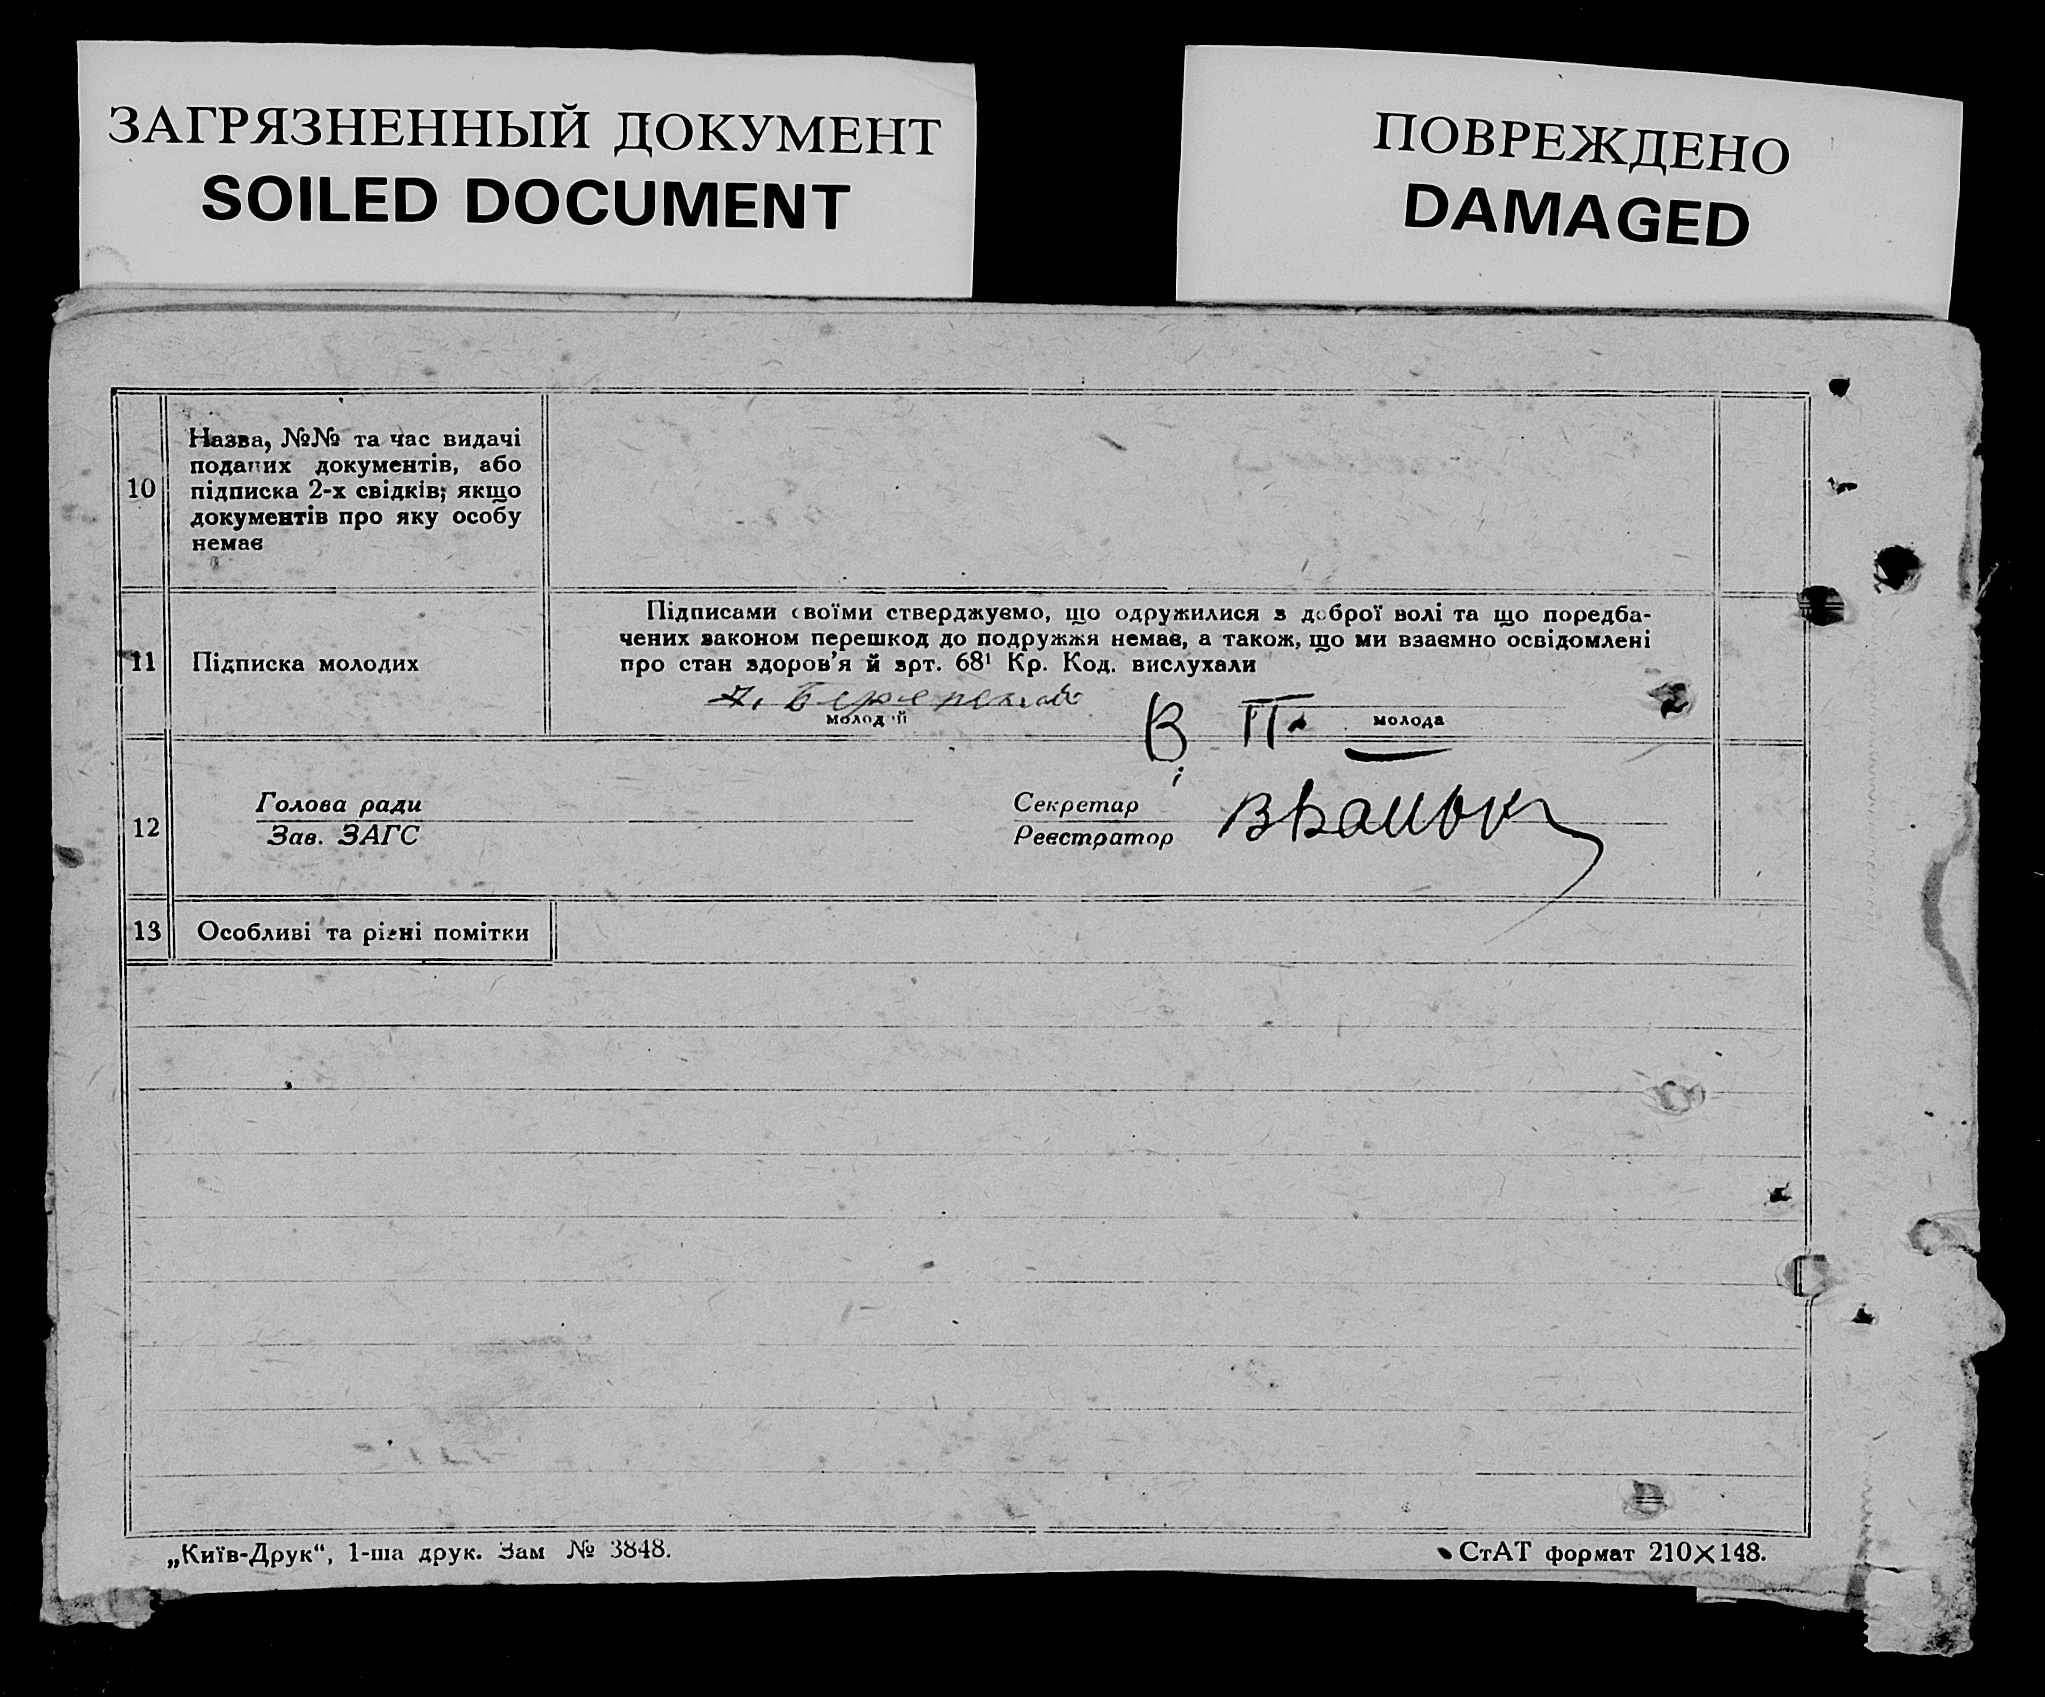 ЗАГРЯЗНЕННЫЙ ДОКУМЕНТ
SOILED DOCUMENT
ПОВРЕЖДЕНО
DAMAGED
10
Назва, №№ та час видачі
поданих документів, або
підписка 2-х свідків, якщо
документів про яку особу
немає
11
Підписка молодих
Підписами своїми стверджуємо, що одружилися з доброї волі та що поредба-
чених законом перешкод до подружжя немає, а також, що ми взаємно освідомлені
про стан здоров'я й арт. 68¹ Кр. Код. вислухали
молодий
В П.
молода
12
Голова ради
Зав. ЗАГС
Секретар
Реєстратор
13
Особливі та різні помітки
„Київ-Друк“, 1-ша друк. Зам № 3848.
СтАТ формат 210×148.